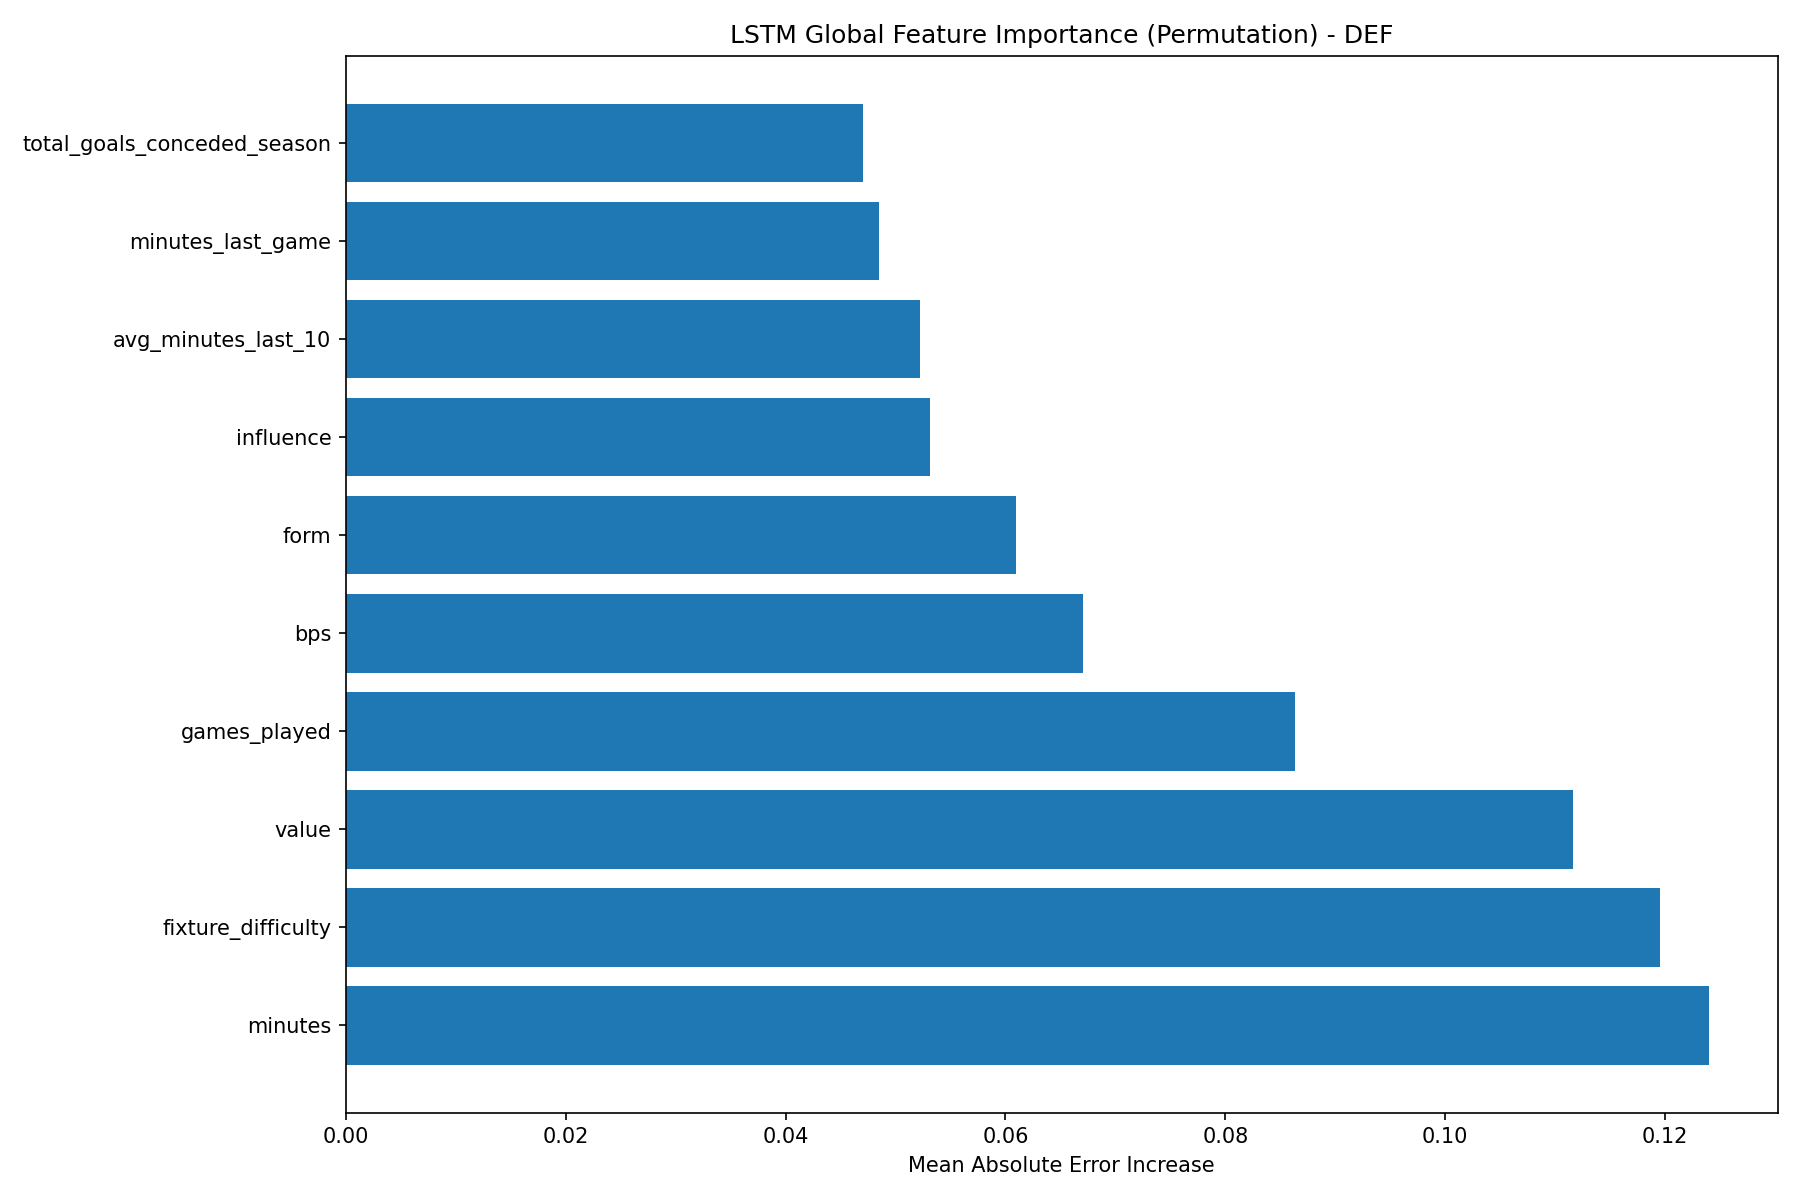 LSTM Global Feature Importance (Permutation) - DEF
total_goals_conceded_season
minutes_last_game
avg_minutes_last_10
influence
form
bps
games_played
value
fixture_difficulty
minutes
0.00 0.02 0.04 0.06 0.08 0.10 0.12
Mean Absolute Error Increase